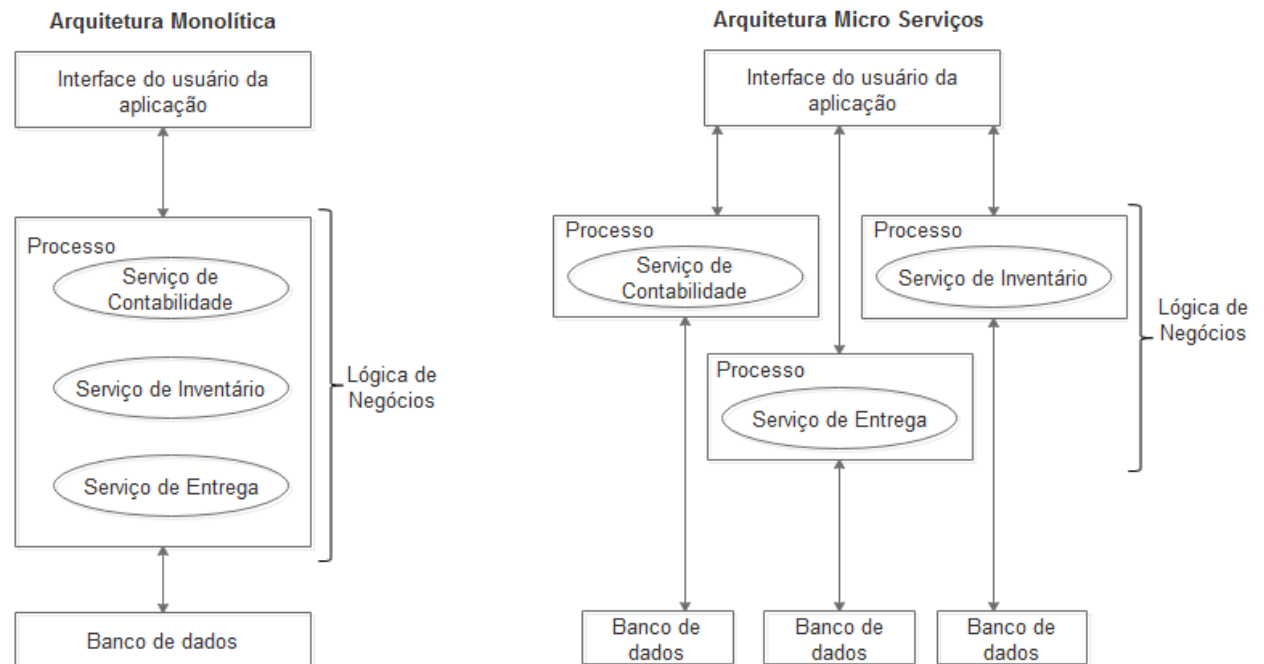 Arquitetura Monolítica
Interface do usuário da
aplicação
Processo
Serviço de
Contabilidade
Serviço de Inventário
Serviço de Entrega
Lógica de
Negócios
Banco de dados
Arquitetura Micro Serviços
Interface do usuário da
aplicação
Processo
Serviço de
Contabilidade
Processo
Serviço de Inventário
Processo
Serviço de Entrega
Lógica de
Negócios
Banco de
dados
Banco de
dados
Banco de
dados